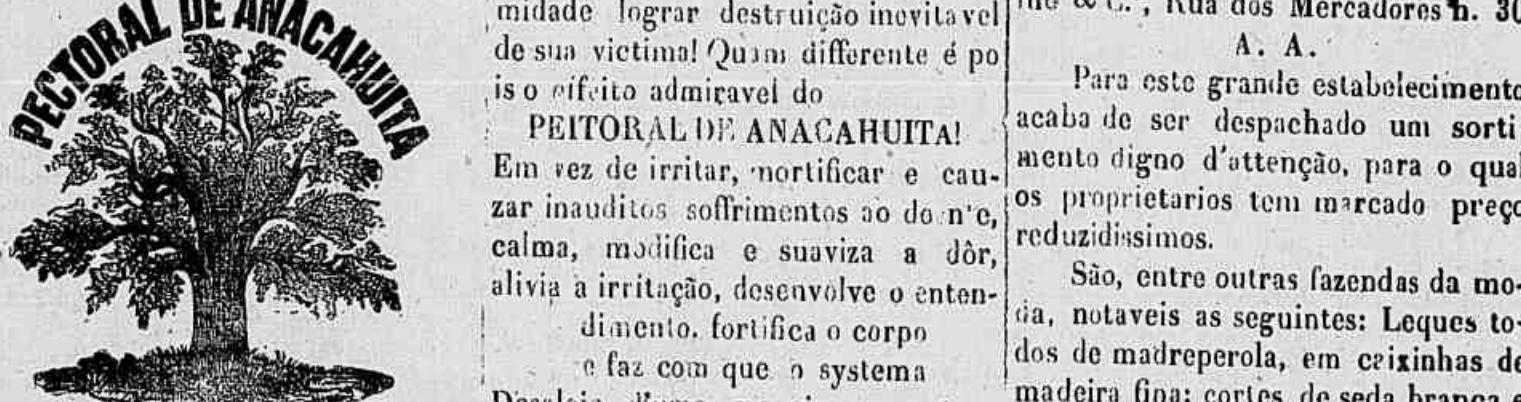 PECTORAL DE ANACAHUITA
midade lograr destruição inevitavel
de sua victima! Quam differente é po
is o effeito admiravel do
PEITORAL DE ANACAHUITA!
Em vez de irritar, mortificar e cau-
zar inauditos soffrimentos ao
calma, modifica e suaviza a dôr,
alivia a irritação, desenvolve o enten-
dimento, fortifica o corpo
e faz com que o systema
& C., Rua dos Mercadores n. 30
A. A.
Para este grande estabelecimento
acaba de ser despachado um sorti
mento digno d'attenção, para o qual
os proprietarios tem marcado preço
reduzidissimos.
São, entre outras fazendas da mo-
da, notaveis as seguintes: Leques to-
dos de madreperola, em caixinhas de
madeira fina; cortes de seda branca e